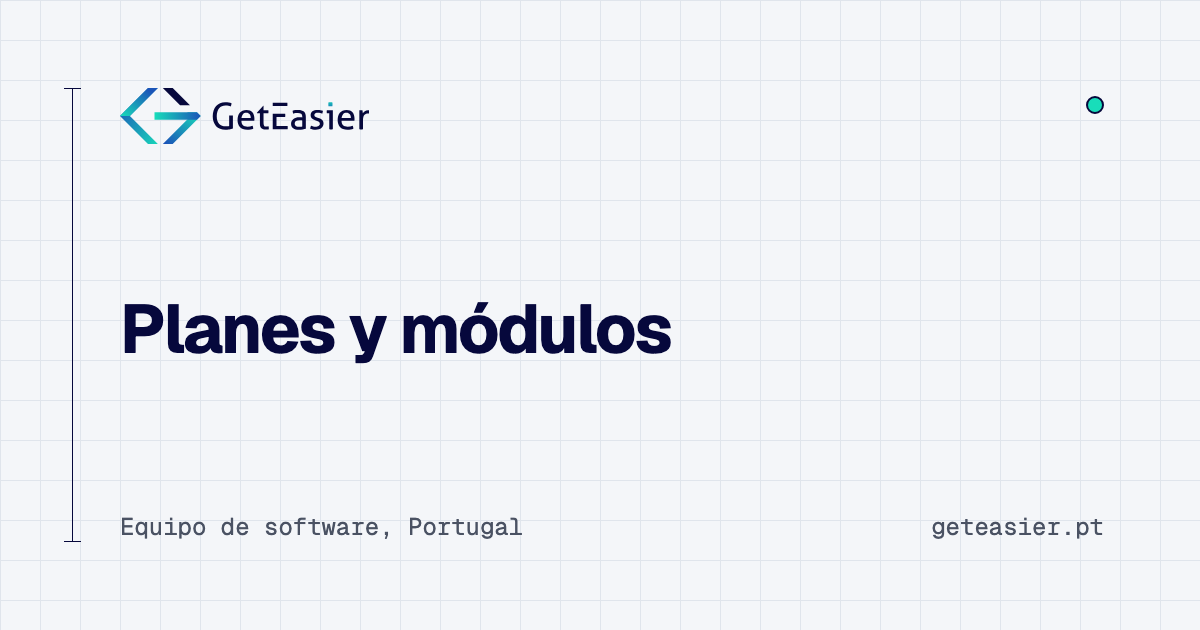 GetEasier
Planes y módulos
Equipo de software, Portugal
geteasier.pt